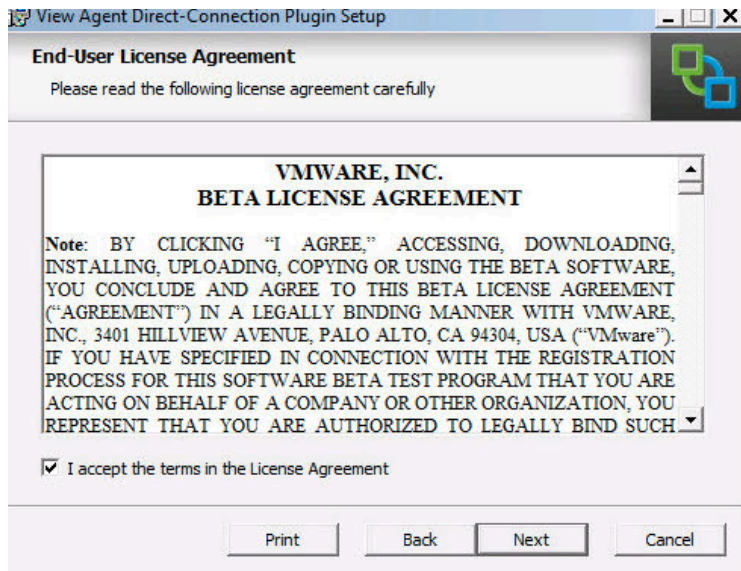 View Agent Direct-Connection Plugin Setup
End-User License Agreement
Please read the following license agreement carefully
VMWARE, INC.
BETA LICENSE AGREEMENT
Note: BY CLICKING “I AGREE,” ACCESSING, DOWNLOADING,
INSTALLING, UPLOADING, COPYING OR USING THE BETA SOFTWARE,
YOU CONCLUDE AND AGREE TO THIS BETA LICENSE AGREEMENT
(“AGREEMENT”) IN A LEGALLY BINDING MANNER WITH VMWARE,
INC., 3401 HILLVIEW AVENUE, PALO ALTO, CA 94304, USA (“VMware”).
IF YOU HAVE SPECIFIED IN CONNECTION WITH THE REGISTRATION
PROCESS FOR THIS SOFTWARE BETA TEST PROGRAM THAT YOU ARE
ACTING ON BEHALF OF A COMPANY OR OTHER ORGANIZATION, YOU
REPRESENT THAT YOU ARE AUTHORIZED TO LEGALLY BIND SUCH
I accept the terms in the License Agreement
Print Back Next Cancel